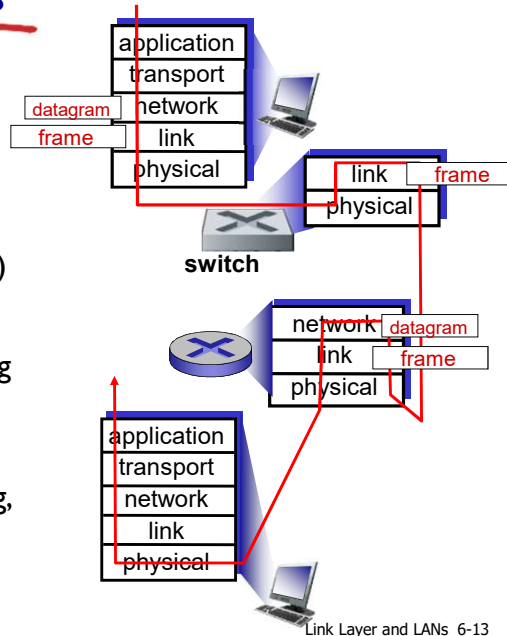 application
transport
datagram network
frame link
physical
link frame
physical
switch
)
network datagram
link frame
g
physical
application
transport
network
g,
link
physical
Link Layer and LANs 6-13